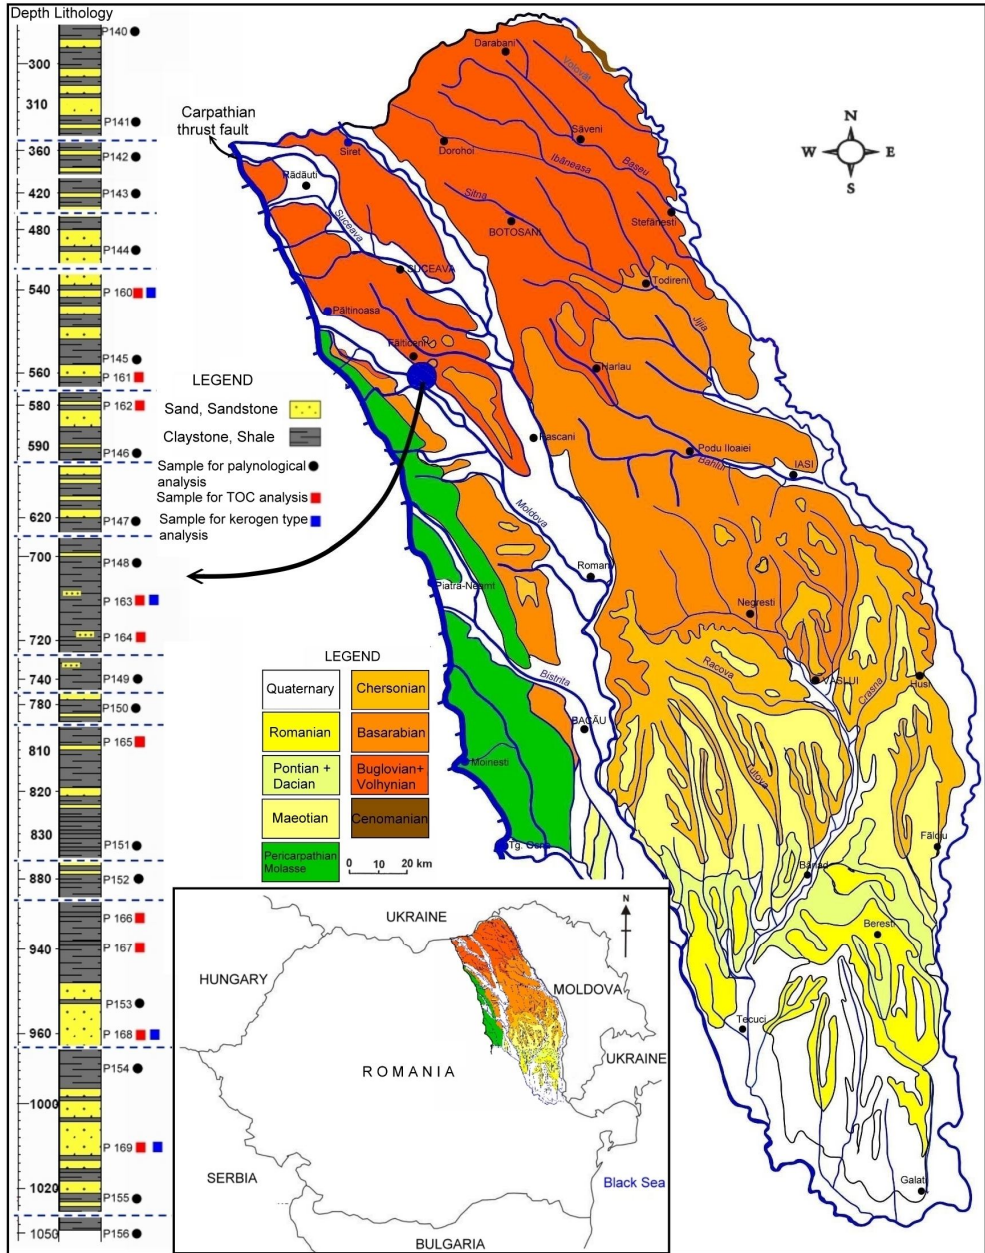 Depth Lithology
P140
300
310
P141
360
P142
420
P143
480
P144
540
P 160
P145
560
P 161
580
P 162
590
P146
620
P147
700
P148
P 163
P 164
720
740
P149
780
P150
P 165
810
820
830
P151
880
P152
P 166
940
P 167
P153
960
P 168
P154
1000
P 169
1020
P155
1050
P156
LEGEND
Sand, Sandstone
Claystone, Shale
Sample for palynological
analysis
Sample for TOC analysis
Sample for kerogen type
analysis
Carpathian
thrust fault
N
W
E
S
Darabani
Volovăt
Săveni
Dorohoi
Ibăneasa
Baseu
Siret
Rădăuti
Sitna
Stefănesti
Suceava
BOTOSANI
SUCEAVA
Todireni
Păltinoasa
Jijia
Fălticeni
Harlau
Pascani
Podu Iloaiei
Bahlui
IASI
Moldova
Roman
Piatra-Neamt
Negresti
Racova
VASLUI
Crasna
Husi
Bistrita
BACĂU
Moinesti
Tutova
Tg. Ocna
Fălciu
Bârlad
Beresti
Tecuci
Galati
LEGEND
Quaternary
Chersonian
Romanian
Basarabian
Pontian +
Dacian
Buglovian+
Volhynian
Maeotian
Cenomanian
Pericarpathian
Molasse
0 10 20 km
N
UKRAINE
HUNGARY
MOLDOVA
UKRAINE
ROMANIA
SERBIA
Black Sea
BULGARIA